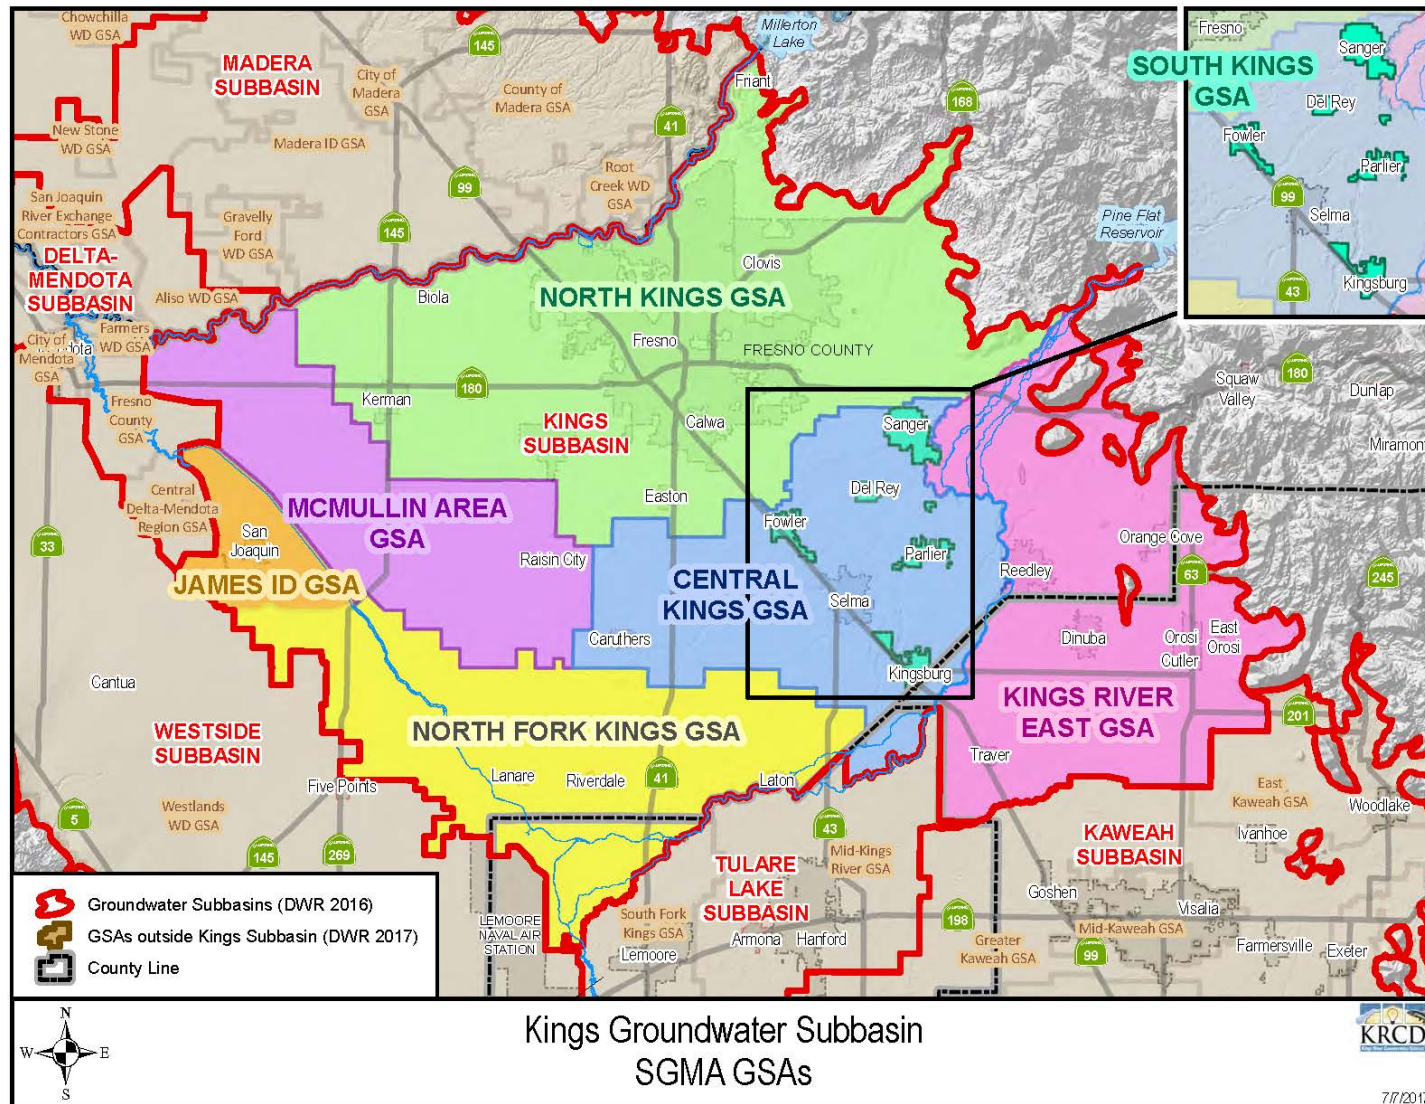 Chowchilla
WD GSA
MADERA
SUBBASIN
145
City of
Madera
GSA
County of
Madera GSA
Millerton
Lake
Friant
41
168
New Stone
WD GSA
Madera ID GSA
99
Root
Creek WD
GSA
San Joaquin
River Exchange
Contractors GSA
Gravelly
Ford
WD GSA
145
DELTA-
MENDOTA
SUBBASIN
Aliso WD GSA
Biola
Clovis
NORTH KINGS GSA
Pine Flat
Reservoir
Fresno
SOUTH KINGS
GSA
Sanger
Del Rey
Fowler
Parlier
99
Selma
43
Kingsburg
City of
Mendota
GSA
Farmers
WD GSA
Fresno
FRESNO COUNTY
180
Kerman
Fresno
County
GSA
KINGS
SUBBASIN
Calwa
Sanger
180
Squaw
Valley
Dunlap
Central
Delta-Mendota
Region GSA
San
Joaquin
MCMULLIN AREA
GSA
Easton
Del Rey
Fowler
33
Raisin City
Parlier
Reedley
Orange Cove
63
245
JAMES ID GSA
CENTRAL
KINGS GSA
Selma
Caruthers
Dinuba
Orosi
Cutler
East
Orosi
Kingsburg
Cantua
WESTSIDE
SUBBASIN
NORTH FORK KINGS GSA
KINGS RIVER
EAST GSA
201
Traver
Five Points
Lanare
Riverdale
41
Laton
5
Westlands
WD GSA
145
269
43
Mid-Kings
River GSA
East
Kaweah GSA
Woodlake
Ivanhoe
KAWEAH
SUBBASIN
TULARE
LAKE
SUBBASIN
Goshen
Visalia
LEMOORE
NAVAL AIR
STATION
South Fork
Kings GSA
Lemoore
Armona
Hanford
198
Greater
Kaweah GSA
Mid-Kaweah GSA
99
Farmersville
Exeter
Groundwater Subbasins (DWR 2016)
GSAs outside Kings Subbasin (DWR 2017)
County Line
N
W
E
S
Kings Groundwater Subbasin
SGMA GSAs
KRCD